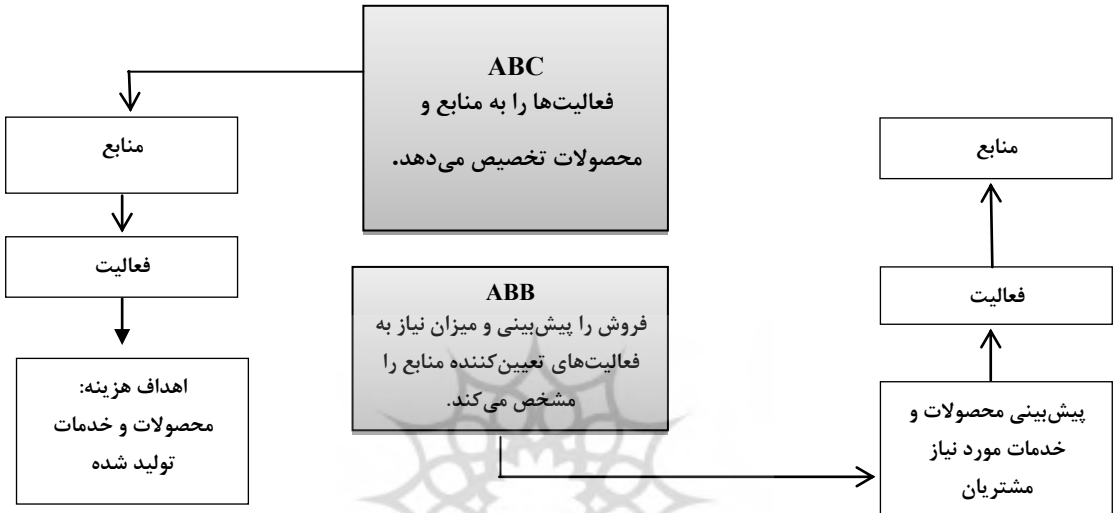 ABC
فعالیت‌ها را به منابع و
محصولات تخصیص می‌دهد.
منابع
فعالیت
اهداف هزینه:
محصولات و خدمات
تولید شده
ABB
فروش را پیش‌بینی و میزان نیاز به
فعالیت‌های تعیین‌کننده منابع را
مشخص می‌کند.
منابع
فعالیت
پیش‌بینی محصولات و
خدمات مورد نیاز
مشتریان